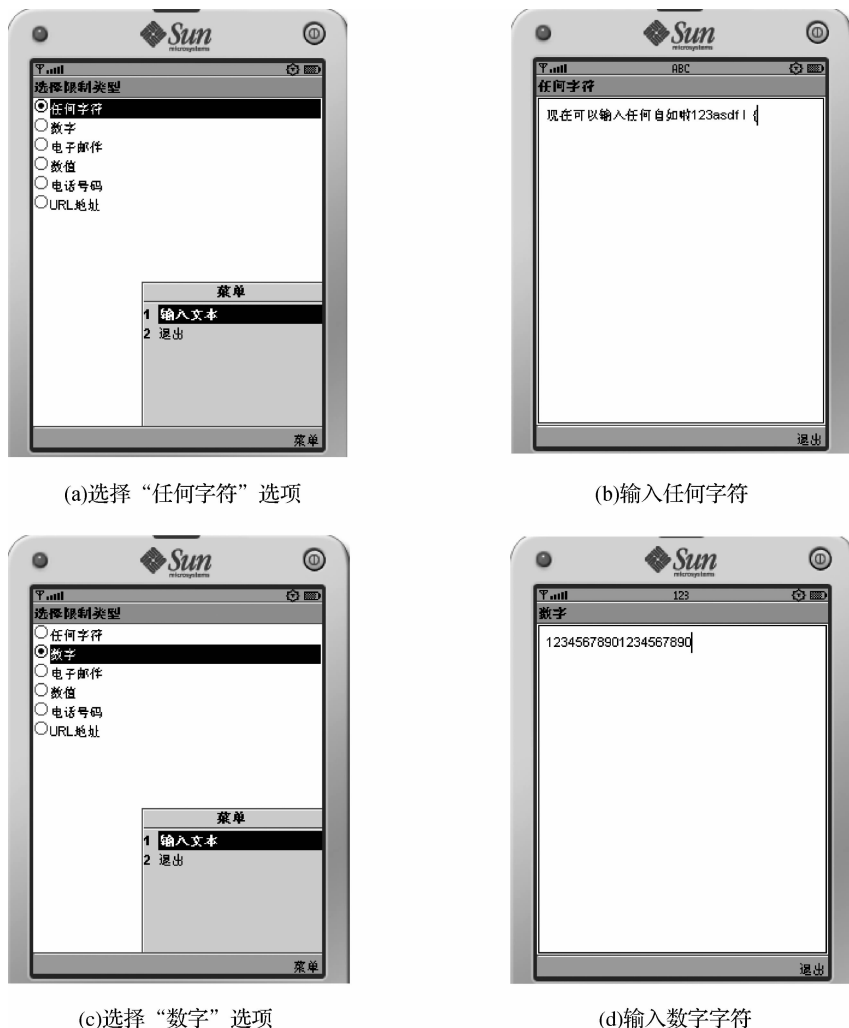 Sun
microsystems
选择限制类型
任何字符
数字
电子邮件
数值
电话号码
URL地址
菜单
1 输入文本
2 退出
菜单
Sun
microsystems
ABC
任何字符
现在可以输入任何自如啦123asdf|{
退出
(a)选择“任何字符”选项
(b)输入任何字符
Sun
microsystems
选择限制类型
任何字符
数字
电子邮件
数值
电话号码
URL地址
菜单
1 输入文本
2 退出
菜单
Sun
microsystems
123
数字
12345678901234567890
退出
(c)选择“数字”选项
(d)输入数字字符